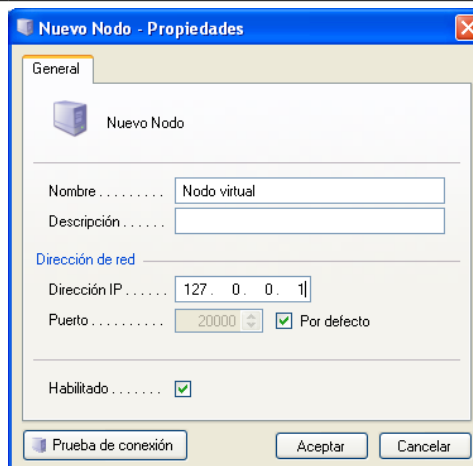 Nuevo Nodo - Propiedades
General
Nuevo Nodo
Nombre . . . . . . . . . Nodo virtual
Descripción . . . . . .
Dirección de red
Dirección IP . . . . . . 127. 0. 0. 1
Puerto . . . . . . . . . . 20000 Por defecto
Habilitado . . . . . . .
Prueba de conexión Aceptar Cancelar